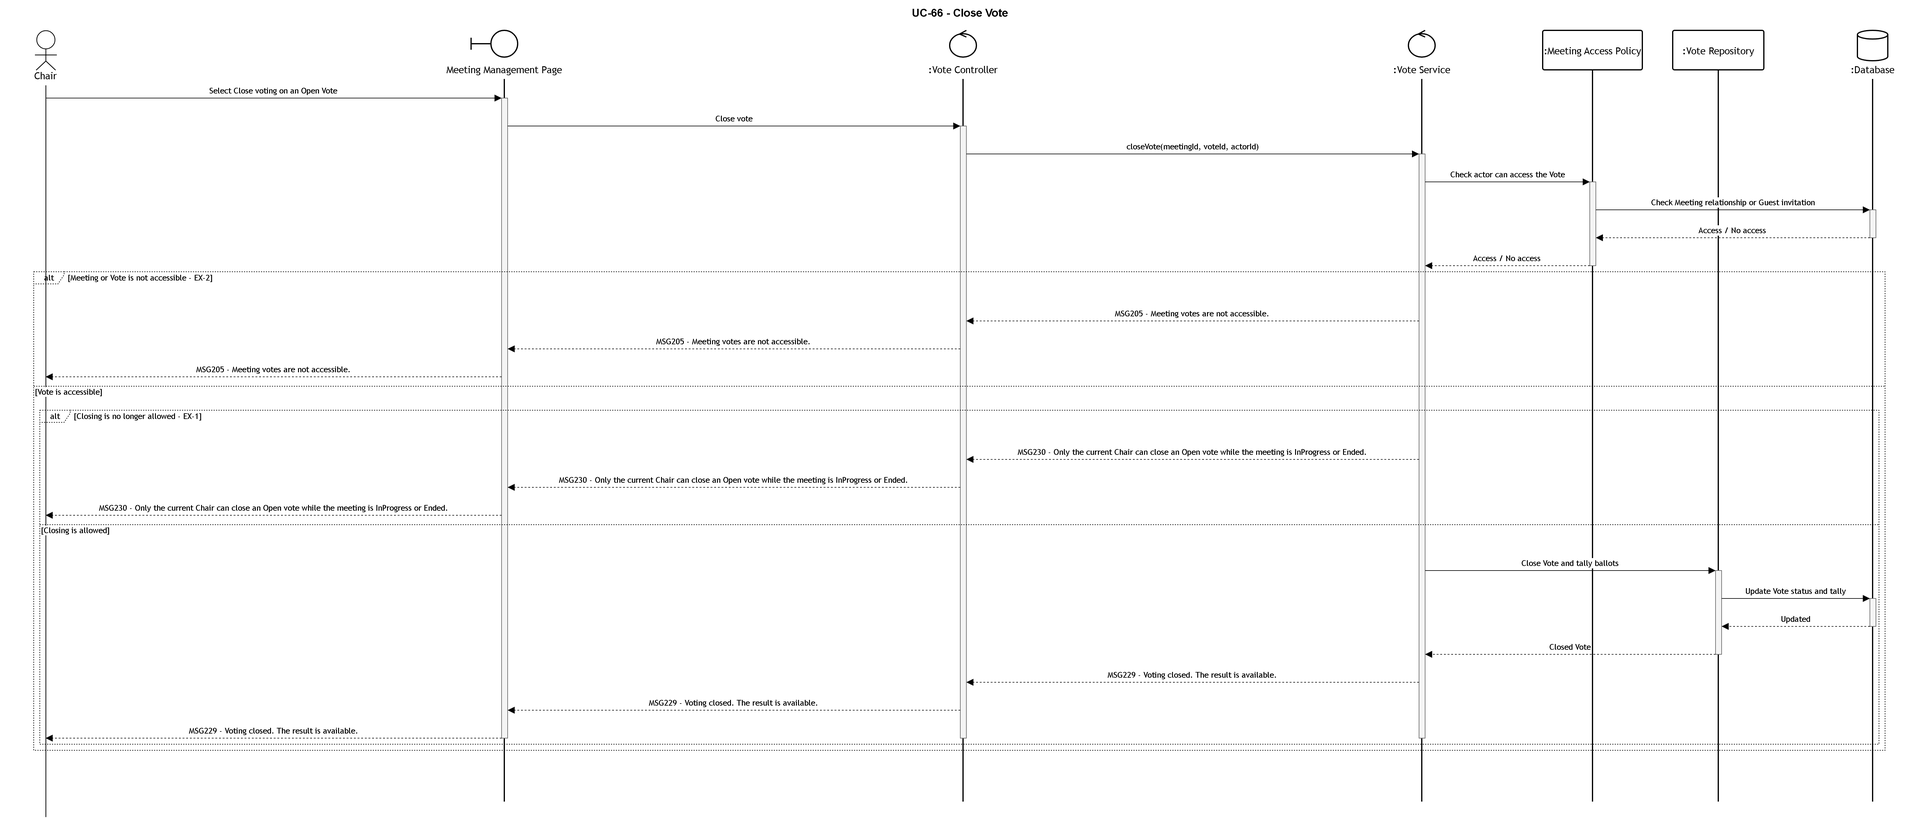 UC-66 - Close Vote
Chair
Meeting Management Page
:Vote Controller
:Vote Service
:Meeting Access Policy
:Vote Repository
:Database
Select Close voting on an Open Vote
Close vote
closeVote(meetingId, voteId, actorId)
Check actor can access the Vote
Check Meeting relationship or Guest invitation
Access / No access
Access / No access
alt [Meeting or Vote is not accessible - EX-2]
MSG205 - Meeting votes are not accessible.
MSG205 - Meeting votes are not accessible.
MSG205 - Meeting votes are not accessible.
[Vote is accessible]
alt [Closing is no longer allowed - EX-1]
MSG230 - Only the current Chair can close an Open vote while the meeting is InProgress or Ended.
MSG230 - Only the current Chair can close an Open vote while the meeting is InProgress or Ended.
MSG230 - Only the current Chair can close an Open vote while the meeting is InProgress or Ended.
[Closing is allowed]
Close Vote and tally ballots
Update Vote status and tally
Updated
Closed Vote
MSG229 - Voting closed. The result is available.
MSG229 - Voting closed. The result is available.
MSG229 - Voting closed. The result is available.